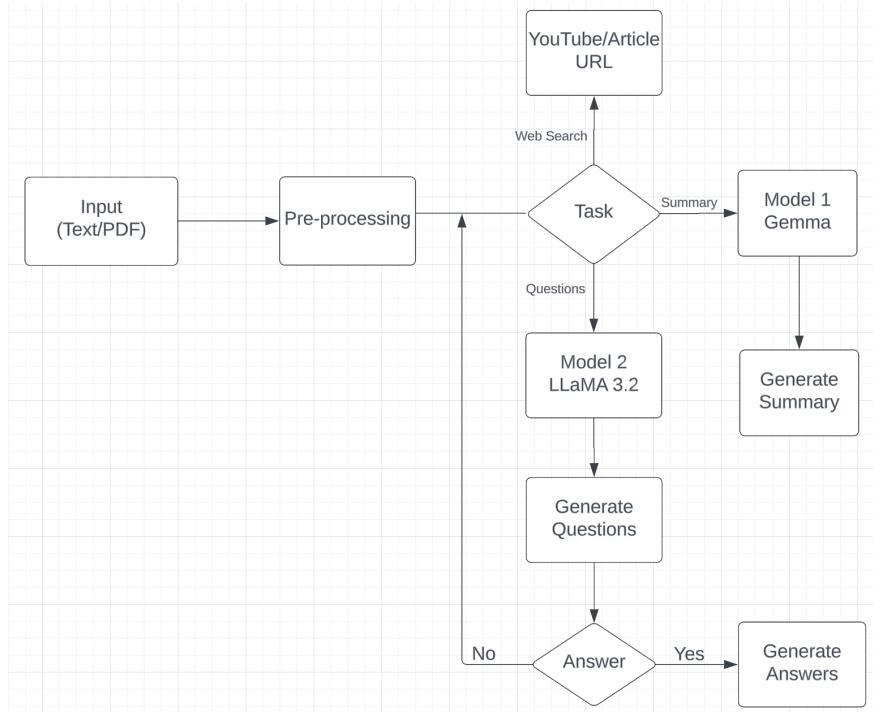 YouTube/Article
URL
Web Search
Input
(Text/PDF)
Pre-processing
Task
Summary
Model 1
Gemma
Questions
Model 2
LLaMA 3.2
Generate
Summary
Generate
Questions
No
Answer
Yes
Generate
Answers